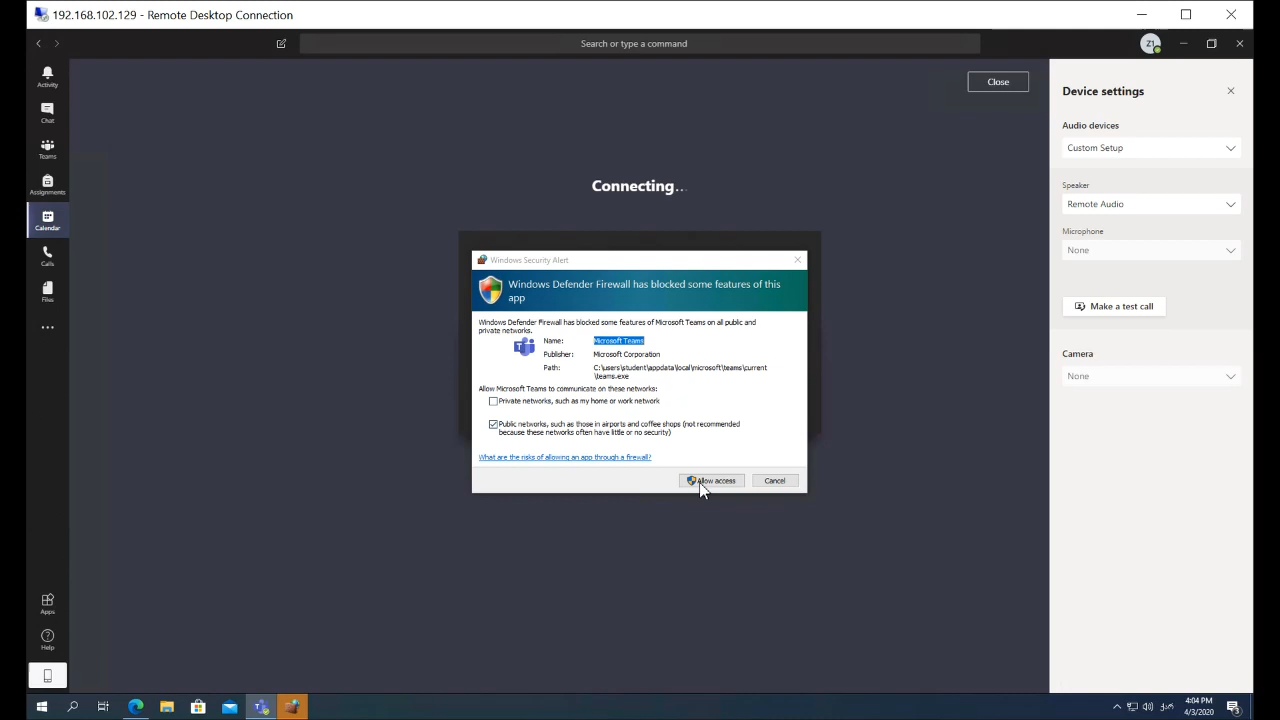 192.168.102.129 - Remote Desktop Connection
Search or type a command
Z1
Activity
Chat
Teams
Assignments
Calendar
Calls
Files
Apps
Help
Close
Connecting...
Windows Security Alert
Windows Defender Firewall has blocked some features of this
app
Windows Defender Firewall has blocked some features of Microsoft Teams on all public and
private networks.
Name: Microsoft Teams
Publisher: Microsoft Corporation
Path: C:\users\student\appdata\local\microsoft\teams\current
\teams.exe
Allow Microsoft Teams to communicate on these networks:
Private networks, such as my home or work network
Public networks, such as those in airports and coffee shops (not recommended
because these networks often have little or no security)
What are the risks of allowing an app through a firewall?
Allow access
Cancel
Device settings
Audio devices
Custom Setup
Speaker
Remote Audio
Microphone
None
Make a test call
Camera
None
4:04 PM
4/3/2020
3